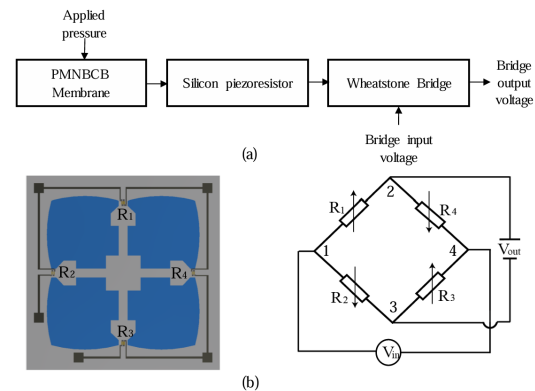 Applied
pressure
PMNBCB
Membrane
Silicon piezoresistor
Wheatstone Bridge
Bridge
output
voltage
Bridge input
voltage
(a)
R1
R2
R4
R3
2
R1
R4
1
4
Vout
R2
R3
3
Vin
(b)